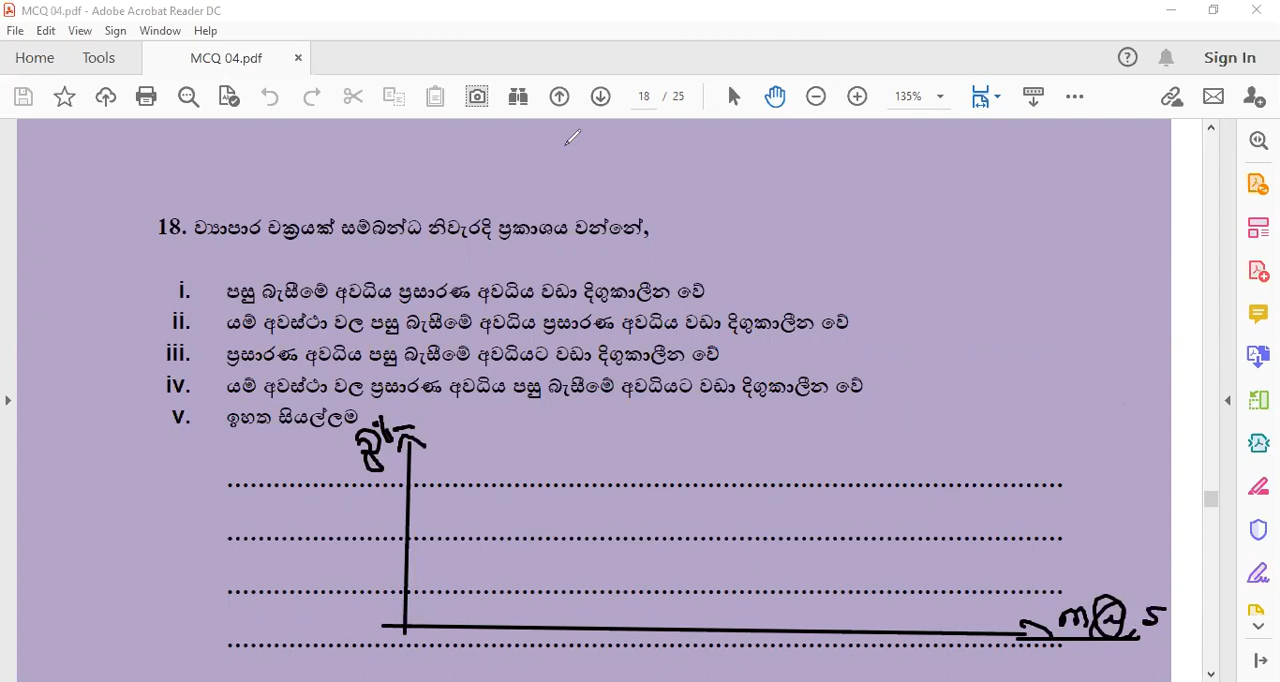 MCQ 04.pdf - Adobe Acrobat Reader DC
File Edit View Sign Window Help
Home Tools MCQ 04.pdf × Sign In
18 / 25 135%
18. ව්‍යාපාර චක්‍රයක් සම්බන්ධ නිවැරදි ප්‍රකාශය වන්නේ,
i. පසු බැසීමේ අවධිය ප්‍රසාරණ අවධිය වඩා දිගුකාලීන වේ
ii. යම් අවස්ථා වල පසු බැසීමේ අවධිය ප්‍රසාරණ අවධිය වඩා දිගුකාලීන වේ
iii. ප්‍රසාරණ අවධිය පසු බැසීමේ අවධියට වඩා දිගුකාලීන වේ
iv. යම් අවස්ථා වල ප්‍රසාරණ අවධිය පසු බැසීමේ අවධියට වඩා දිගුකාලීන වේ
v. ඉහත සියල්ලම